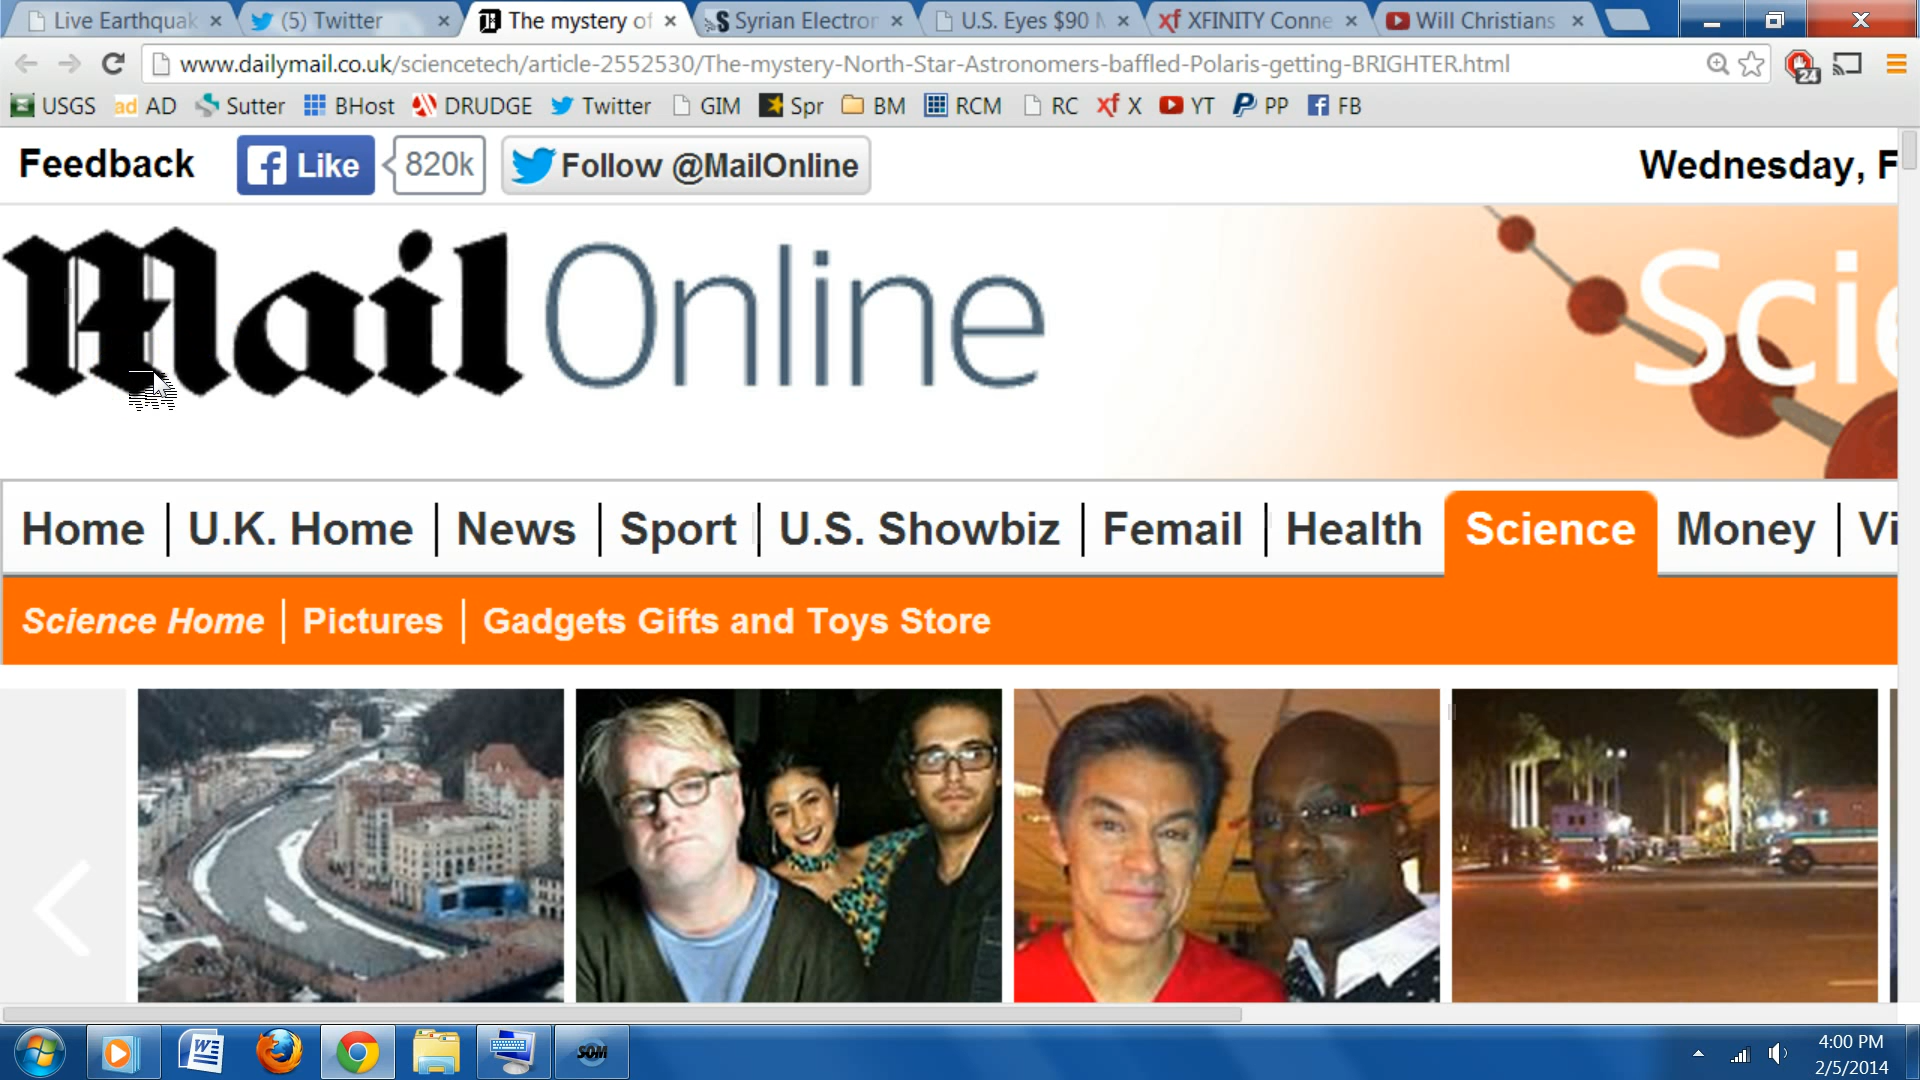 Live Earthquak
(5) Twitter
The mystery of
Syrian Electron
U.S. Eyes $90 M
XFINITY Conne
Will Christians
www.dailymail.co.uk/sciencetech/article-2552530/The-mystery-North-Star-Astronomers-baffled-Polaris-getting-BRIGHTER.html
24
USGS ad AD Sutter BHost DRUDGE Twitter GIM Spr BM RCM RC xf X YT PP FB
Feedback Like 820k Follow @MailOnline Wednesday, F
Mail Online Scie
Home U.K. Home News Sport U.S. Showbiz Femail Health Science Money Vi
Science Home Pictures Gadgets Gifts and Toys Store
SOM
4:00 PM
2/5/2014